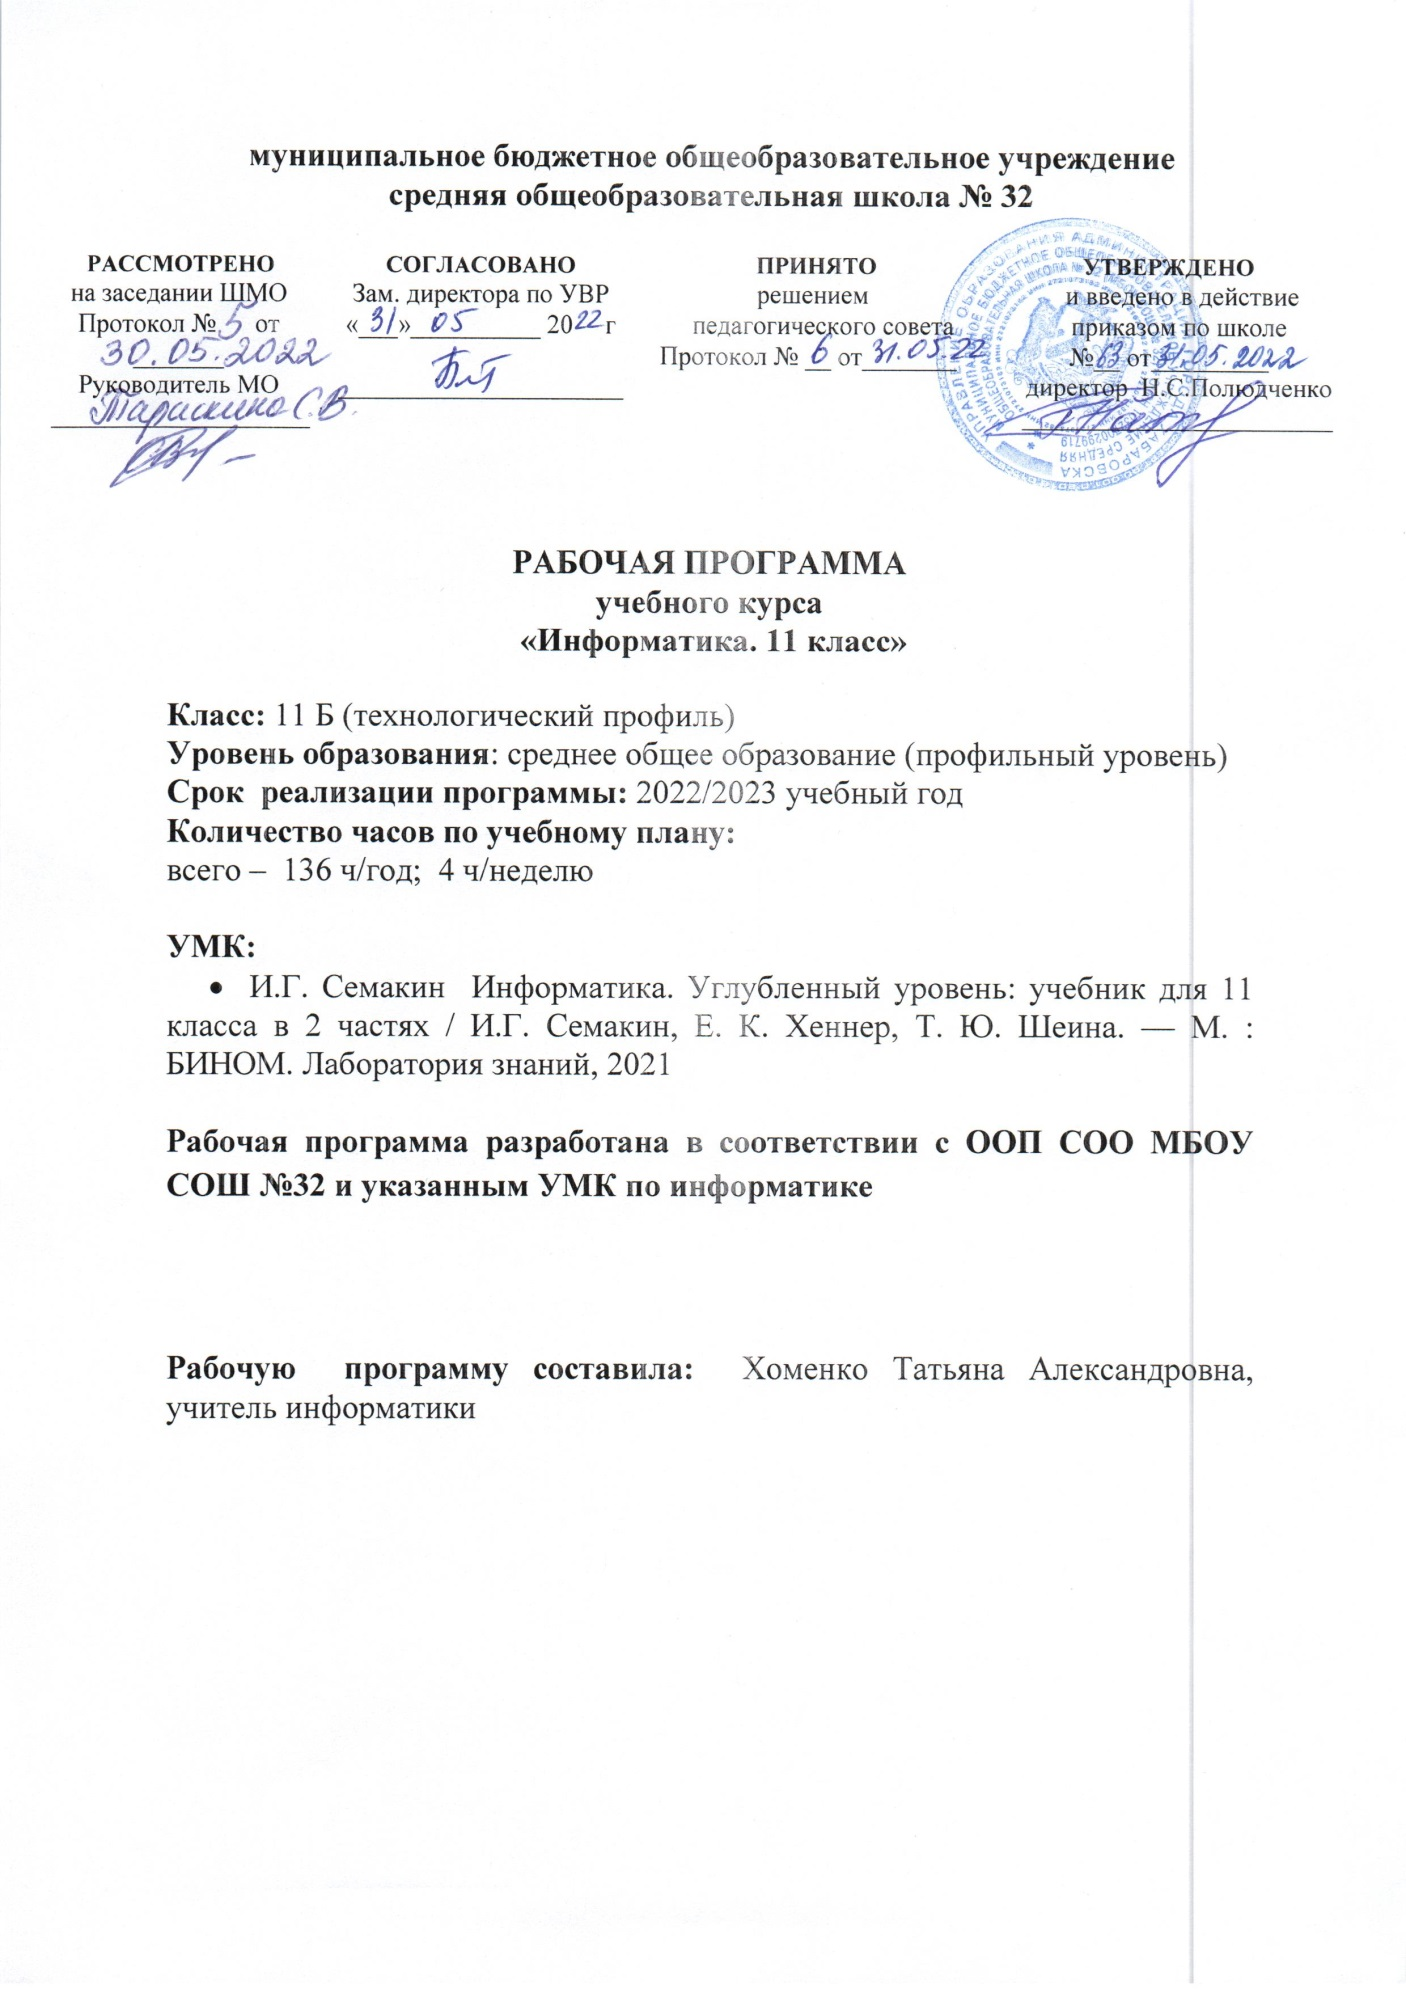 муниципальное бюджетное общеобразовательное учреждение
средняя общеобразовательная школа № 32
РАССМОТРЕНО
на заседании ШМО
Протокол № 5 от
30.05.2022
Руководитель МО
Тараскина С.В.
СОГЛАСОВАНО
Зам. директора по УВР
«31» 05 2022 г
ПРИНЯТО
решением
педагогического совета
Протокол № 6 от 31.05.22
УТВЕРЖДЕНО
и введено в действие
приказом по школе
№ 63 от 31.05.2022
директор Н.С.Полюдченко
РАБОЧАЯ ПРОГРАММА
учебного курса
«Информатика. 11 класс»
Класс: 11 Б (технологический профиль)
Уровень образования: среднее общее образование (профильный уровень)
Срок реализации программы: 2022/2023 учебный год
Количество часов по учебному плану:
всего – 136 ч/год; 4 ч/неделю
УМК:
• И.Г. Семакин Информатика. Углубленный уровень: учебник для 11
класса в 2 частях / И.Г. Семакин, Е. К. Хеннер, Т. Ю. Шеина. — М. :
БИНОМ. Лаборатория знаний, 2021
Рабочая программа разработана в соответствии с ООП СОО МБОУ
СОШ №32 и указанным УМК по информатике
Рабочую программу составила: Хоменко Татьяна Александровна,
учитель информатики